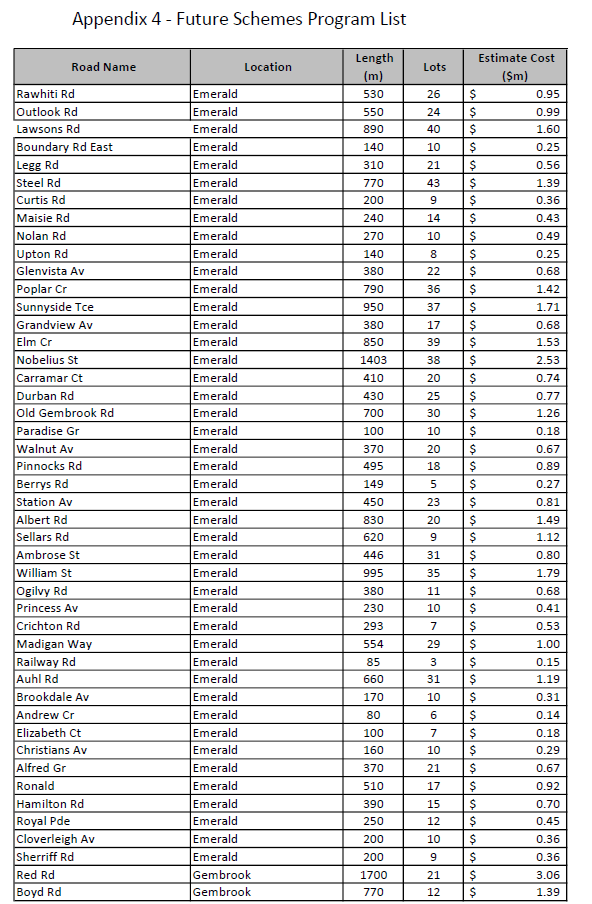 Appendix 4 - Future Schemes Program List
Road Name Location Length (m) Lots Estimate Cost ($m)
Rawhiti Rd Emerald 530 26 $ 0.95
Outlook Rd Emerald 550 24 $ 0.99
Lawsons Rd Emerald 890 40 $ 1.60
Boundary Rd East Emerald 140 10 $ 0.25
Legg Rd Emerald 310 21 $ 0.56
Steel Rd Emerald 770 43 $ 1.39
Curtis Rd Emerald 200 9 $ 0.36
Maisie Rd Emerald 240 14 $ 0.43
Nolan Rd Emerald 270 10 $ 0.49
Upton Rd Emerald 140 8 $ 0.25
Glenvista Av Emerald 380 22 $ 0.68
Poplar Cr Emerald 790 36 $ 1.42
Sunnyside Tce Emerald 950 37 $ 1.71
Grandview Av Emerald 380 17 $ 0.68
Elm Cr Emerald 850 39 $ 1.53
Nobelius St Emerald 1403 38 $ 2.53
Carramar Ct Emerald 410 20 $ 0.74
Durban Rd Emerald 430 25 $ 0.77
Old Gembrook Rd Emerald 700 30 $ 1.26
Paradise Gr Emerald 100 10 $ 0.18
Walnut Av Emerald 370 20 $ 0.67
Pinnocks Rd Emerald 495 18 $ 0.89
Berrys Rd Emerald 149 5 $ 0.27
Station Av Emerald 450 23 $ 0.81
Albert Rd Emerald 830 20 $ 1.49
Sellars Rd Emerald 620 9 $ 1.12
Ambrose St Emerald 446 31 $ 0.80
William St Emerald 995 35 $ 1.79
Ogilvy Rd Emerald 380 11 $ 0.68
Princess Av Emerald 230 10 $ 0.41
Crichton Rd Emerald 293 7 $ 0.53
Madigan Way Emerald 554 29 $ 1.00
Railway Rd Emerald 85 3 $ 0.15
Auhl Rd Emerald 660 31 $ 1.19
Brookdale Av Emerald 170 10 $ 0.31
Andrew Cr Emerald 80 6 $ 0.14
Elizabeth Ct Emerald 100 7 $ 0.18
Christians Av Emerald 160 10 $ 0.29
Alfred Gr Emerald 370 21 $ 0.67
Ronald Emerald 510 17 $ 0.92
Hamilton Rd Emerald 390 15 $ 0.70
Royal Pde Emerald 250 12 $ 0.45
Cloverleigh Av Emerald 200 10 $ 0.36
Sherriff Rd Emerald 200 9 $ 0.36
Red Rd Gembrook 1700 21 $ 3.06
Boyd Rd Gembrook 770 12 $ 1.39